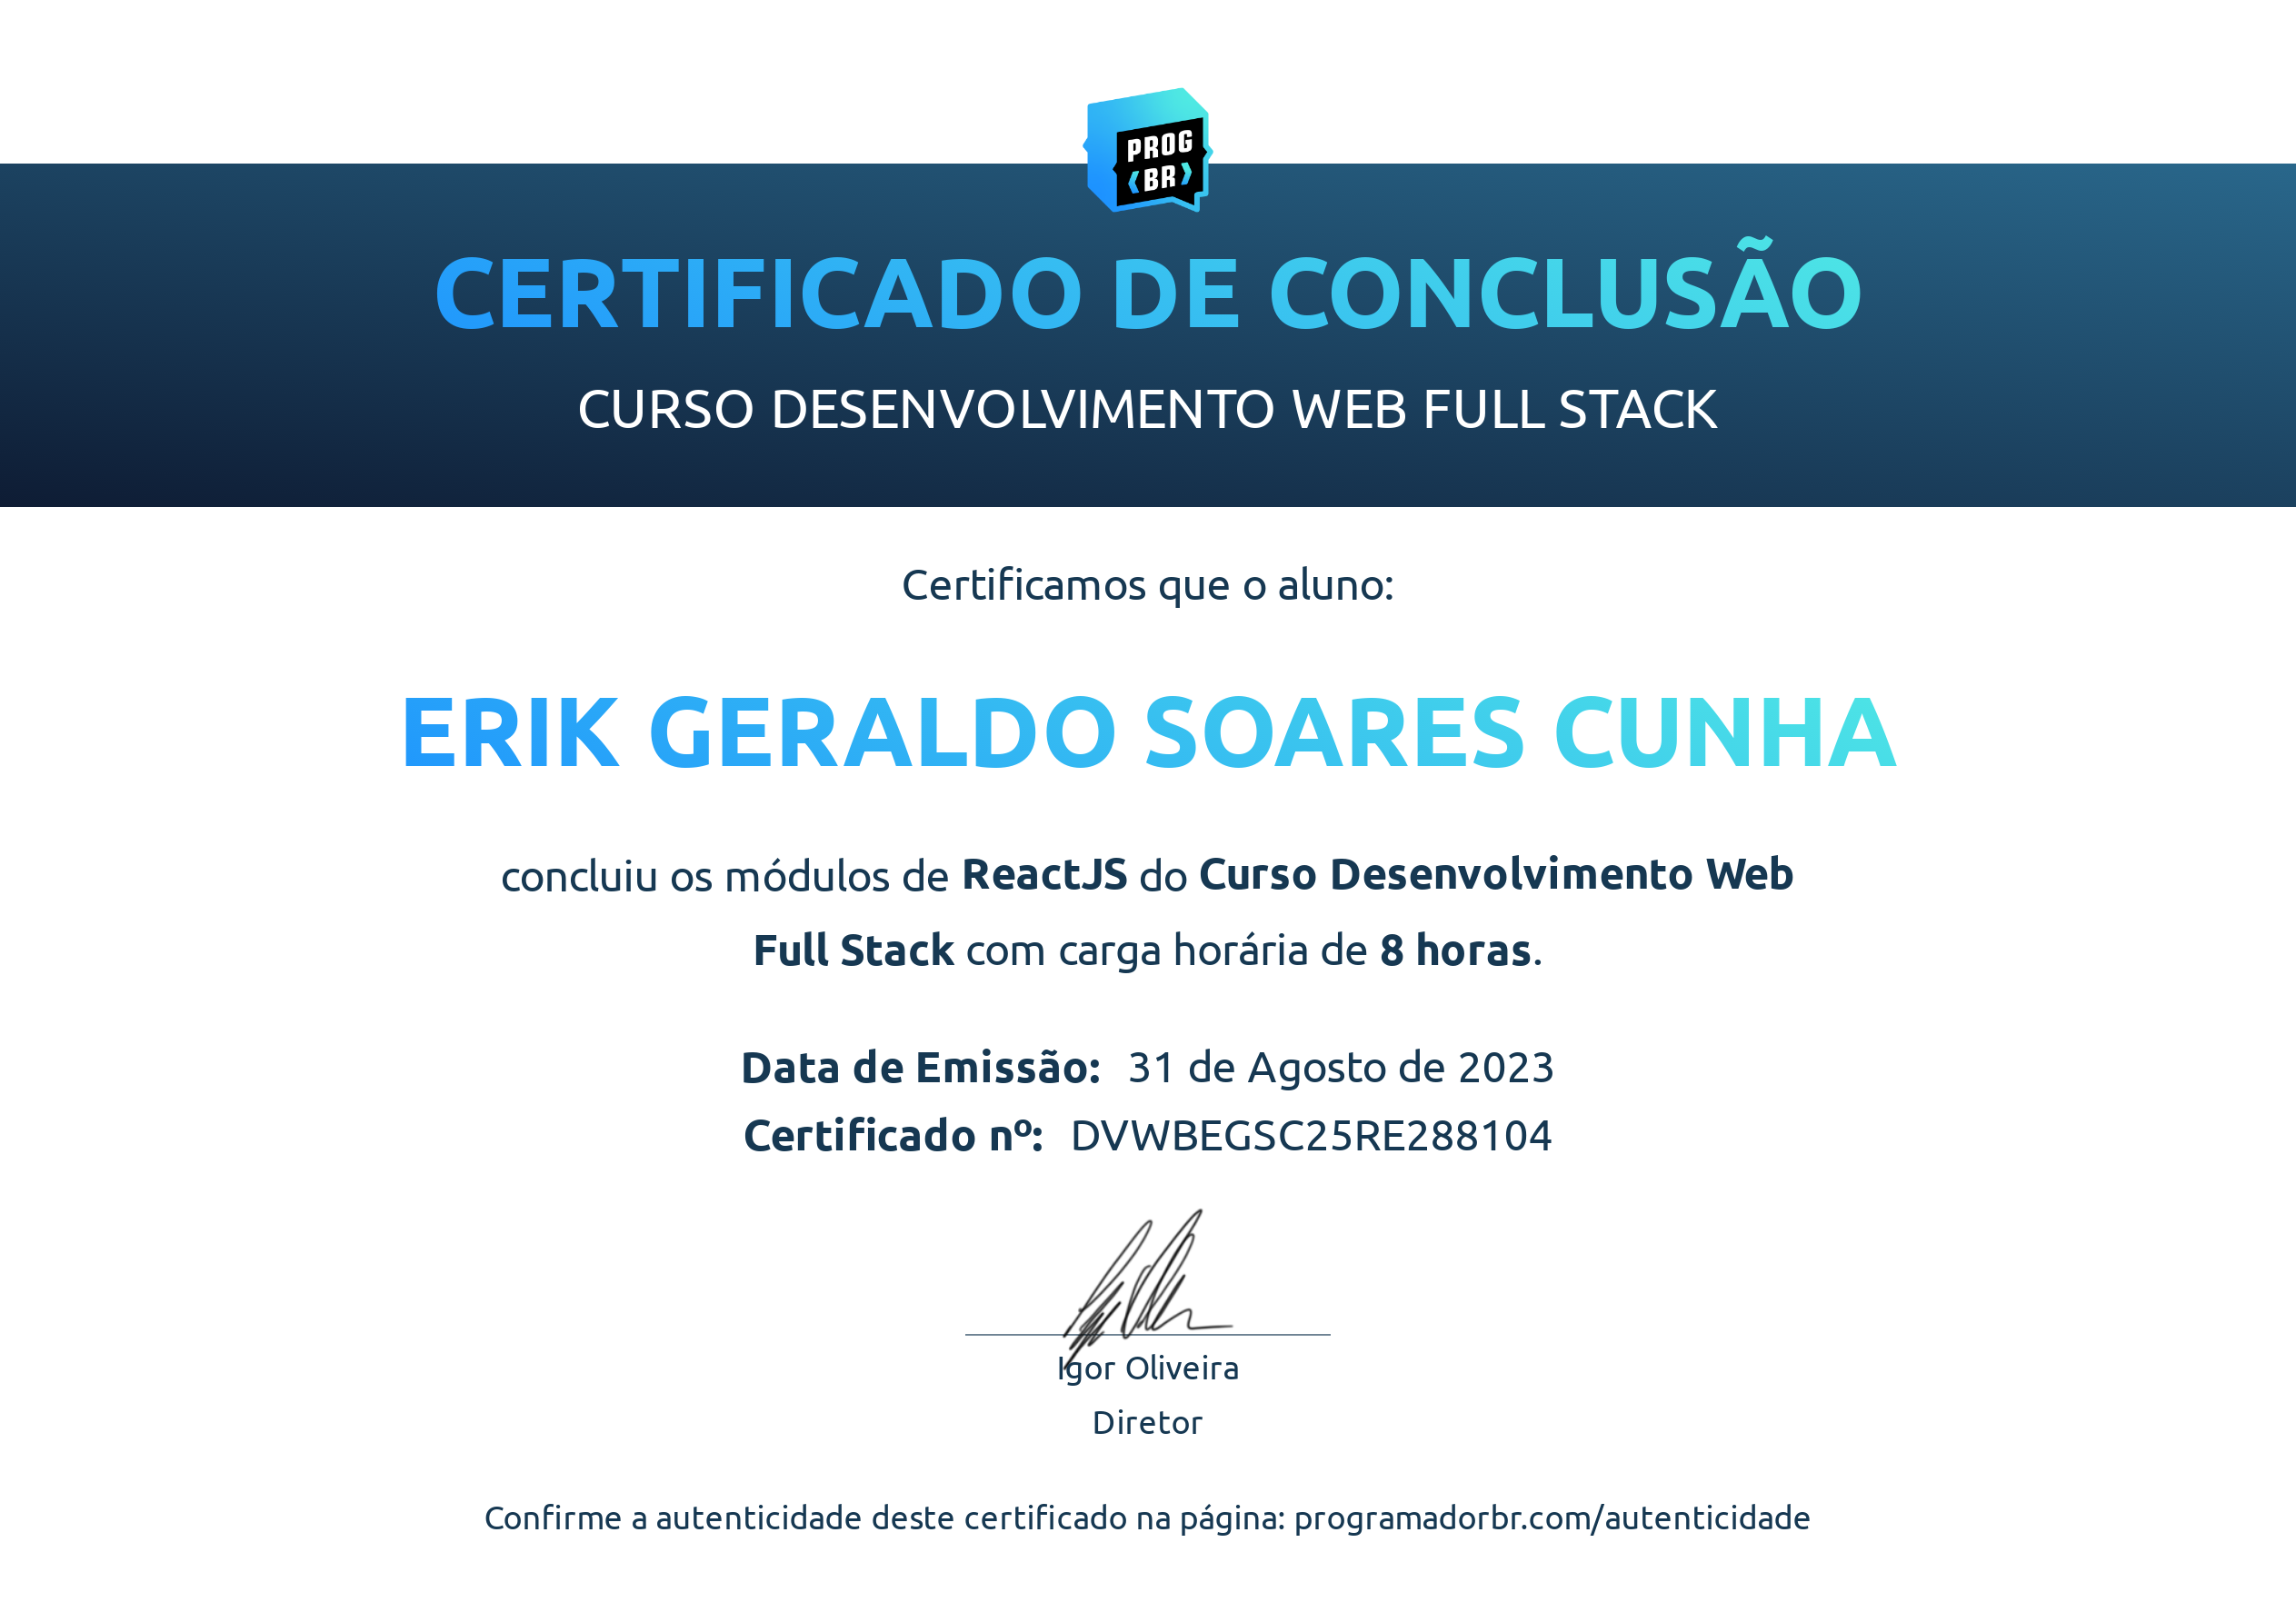 PROG
<BR>
CERTIFICADO DE CONCLUSÃO
CURSO DESENVOLVIMENTO WEB FULL STACK
Certificamos que o aluno:
ERIK GERALDO SOARES CUNHA
concluiu os módulos de ReactJS do Curso Desenvolvimento Web
Full Stack com carga horária de 8 horas.
Data de Emissão: 31 de Agosto de 2023
Certificado nº: DVWBEGSC25RE288104
Igor Oliveira
Diretor
Confirme a autenticidade deste certificado na página: programadorbr.com/autenticidade